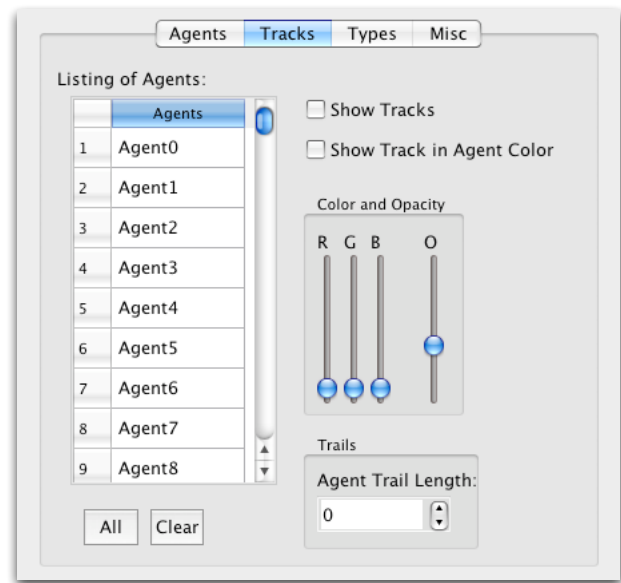 Agents Tracks Types Misc
Listing of Agents:
Agents
1 Agent0
2 Agent1
3 Agent2
4 Agent3
5 Agent4
6 Agent5
7 Agent6
8 Agent7
9 Agent8
All Clear
Show Tracks
Show Track in Agent Color
Color and Opacity
R G B O
Trails
Agent Trail Length:
0